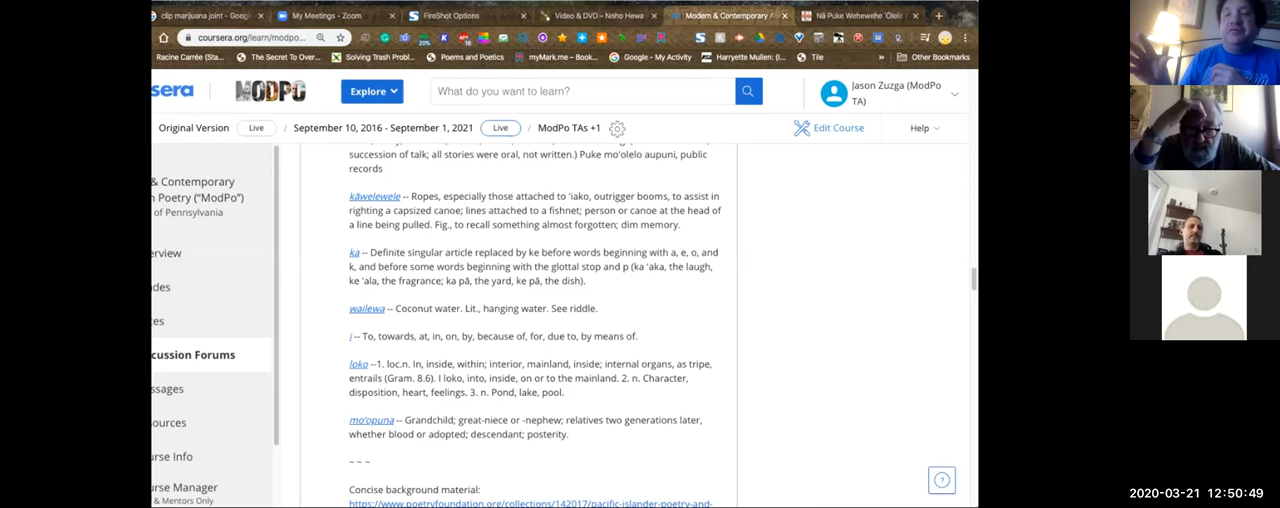 clip marijuana joint - Googl
My Meetings - Zoom
FireShot Options
Video & DVD – Noho Hewa
Modern & Contemporary
Nā Puke Wehewehe ʻŌlelo
coursera.org/learn/modpo...
Racine Carrée (Sta...
The Secret To Over...
Solving Trash Probl...
Poems and Poetics
myMark.me – Book...
Google - My Activity
Harryette Mullen: (I...
Tile
»
Other Bookmarks
sera
MODPO
Explore
What do you want to learn?
Jason Zuzga (ModPo
TA)
Original Version
Live
/
September 10, 2016 - September 1, 2021
Live
/
ModPo TAs +1
Edit Course
Help
& Contemporary
n Poetry (“ModPo”)
of Pennsylvania
erview
des
ces
cussion Forums
ssages
sources
urse Info
urse Manager
& Mentors Only
succession of talk; all stories were oral, not written.) Puke mo'olelo aupuni, public
records
kāwelewele -- Ropes, especially those attached to 'iako, outrigger booms, to assist in
righting a capsized canoe; lines attached to a fishnet; person or canoe at the head of
a line being pulled. Fig., to recall something almost forgotten; dim memory.
ka -- Definite singular article replaced by ke before words beginning with a, e, o, and
k, and before some words beginning with the glottal stop and p (ka 'aka, the laugh,
ke 'ala, the fragrance; ka pā, the yard, ke pā, the dish).
wailewa -- Coconut water. Lit., hanging water. See riddle.
i -- To, towards, at, in, on, by, because of, for, due to, by means of.
loko --1. loc.n. In, inside, within; interior, mainland, inside; internal organs, as tripe,
entrails (Gram. 8.6). I loko, into, inside, on or to the mainland. 2. n. Character,
disposition, heart, feelings. 3. n. Pond, lake, pool.
mo'opuna -- Grandchild; great-niece or -nephew; relatives two generations later,
whether blood or adopted; descendant; posterity.
~ ~ ~
Concise background material:
https://www.poetryfoundation.org/collections/142017/pacific-islander-poetry-and-
2020-03-21 12:50:49